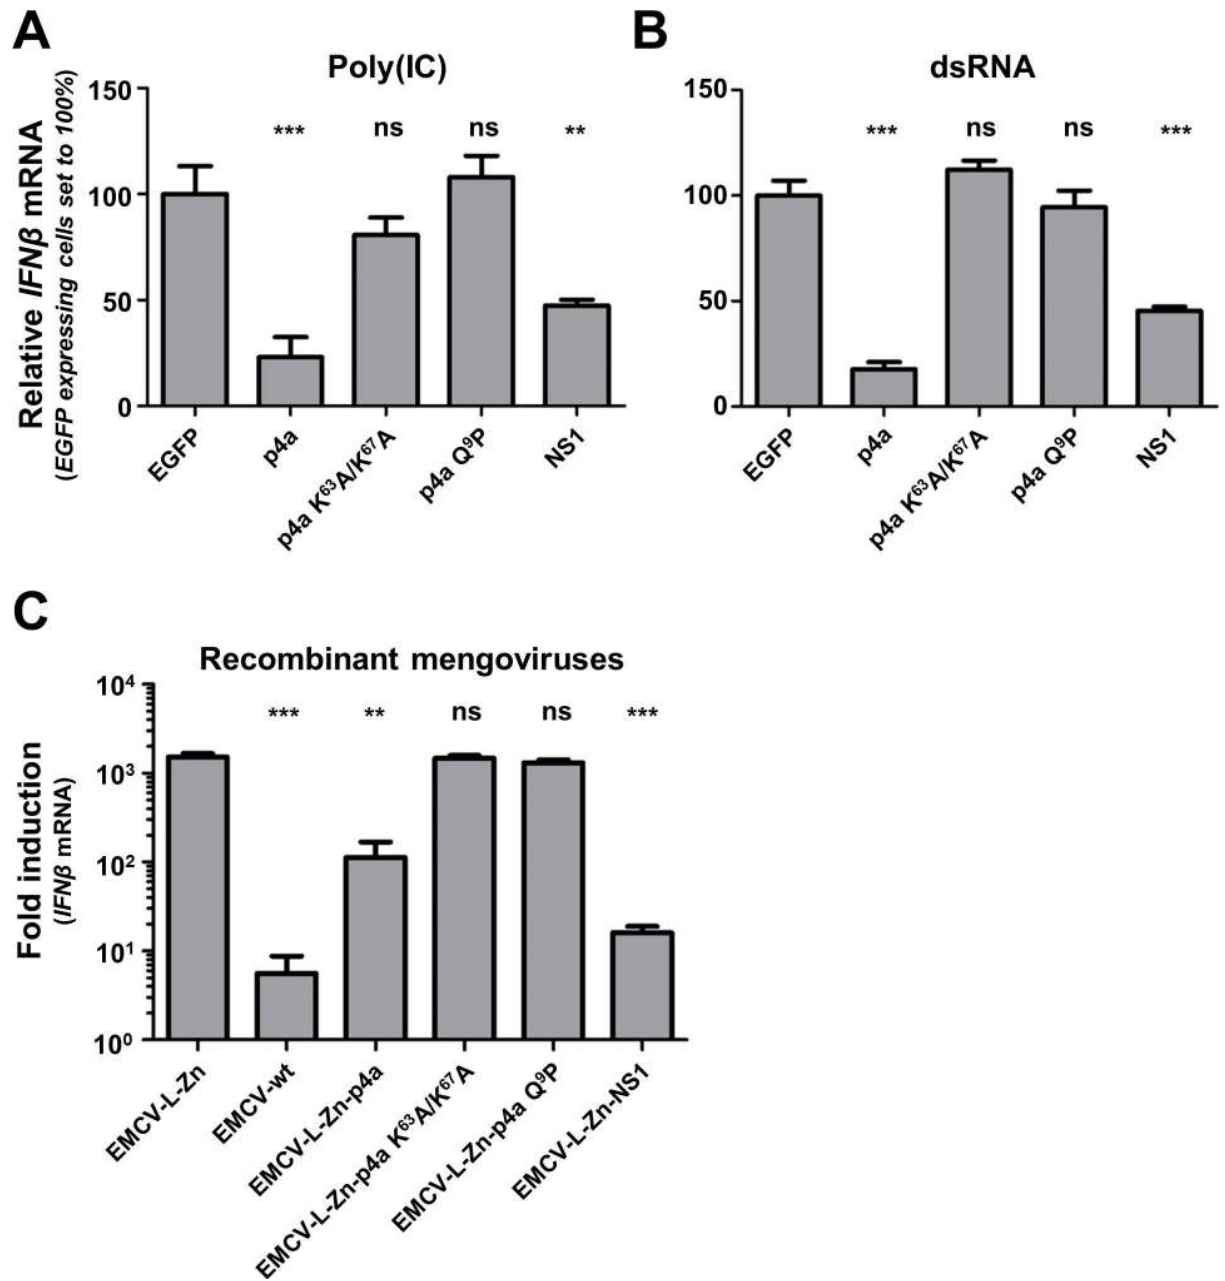 A
Poly(IC)
Relative IFNβ mRNA
(EGFP expressing cells set to 100%)
150
100
50
0
***
ns
ns
**
EGFP
p4a
p4a K⁶³A/K⁶⁷A
p4a Q⁹P
NS1
B
dsRNA
150
100
50
0
***
ns
ns
***
EGFP
p4a
p4a K⁶³A/K⁶⁷A
p4a Q⁹P
NS1
C
Recombinant mengoviruses
Fold induction
(IFNβ mRNA)
10⁴
10³
10²
10¹
10⁰
***
**
ns
ns
***
EMCV-L-Zn
EMCV-wt
EMCV-L-Zn-p4a
EMCV-L-Zn-p4a K⁶³A/K⁶⁷A
EMCV-L-Zn-p4a Q⁹P
EMCV-L-Zn-NS1